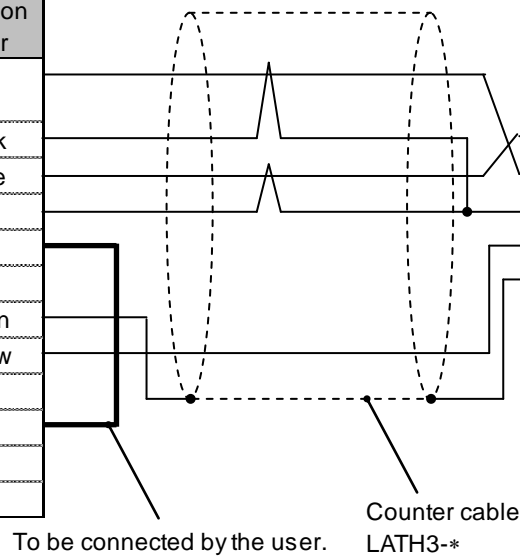 on
r
k
e
n
w
To be connected by the user.
Counter cable
LATH3-*